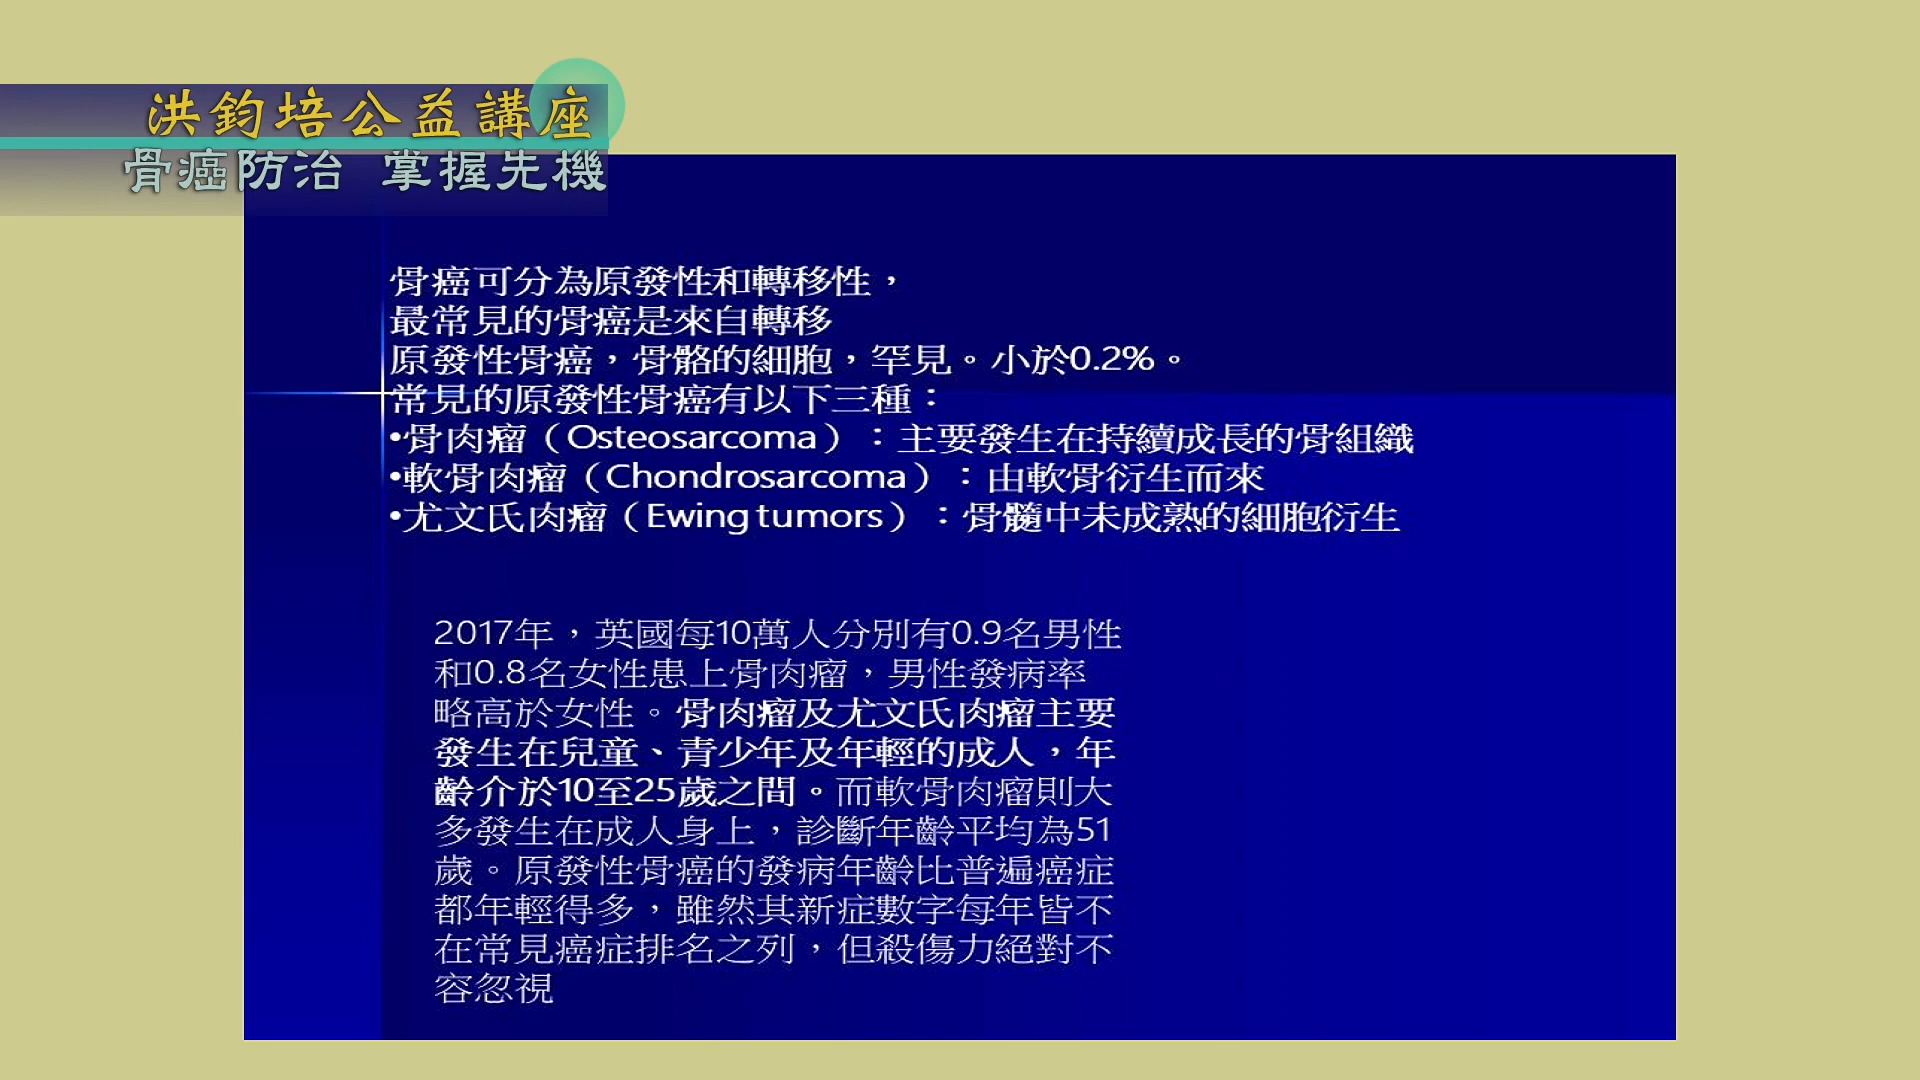 洪鈞培公益講座
骨癌防治 掌握先機
骨癌可分為原發性和轉移性，
最常見的骨癌是來自轉移
原發性骨癌，骨骼的細胞，罕見。小於0.2%。
常見的原發性骨癌有以下三種：
•骨肉瘤（Osteosarcoma）：主要發生在持續成長的骨組織
•軟骨肉瘤（Chondrosarcoma）：由軟骨衍生而來
•尤文氏肉瘤（Ewing tumors）：骨髓中未成熟的細胞衍生
2017年，英國每10萬人分別有0.9名男性
和0.8名女性患上骨肉瘤，男性發病率
略高於女性。骨肉瘤及尤文氏肉瘤主要
發生在兒童、青少年及年輕的成人，年
齡介於10至25歲之間。而軟骨肉瘤則大
多發生在成人身上，診斷年齡平均為51
歲。原發性骨癌的發病年齡比普遍癌症
都年輕得多，雖然其新症數字每年皆不
在常見癌症排名之列，但殺傷力絕對不
容忽視